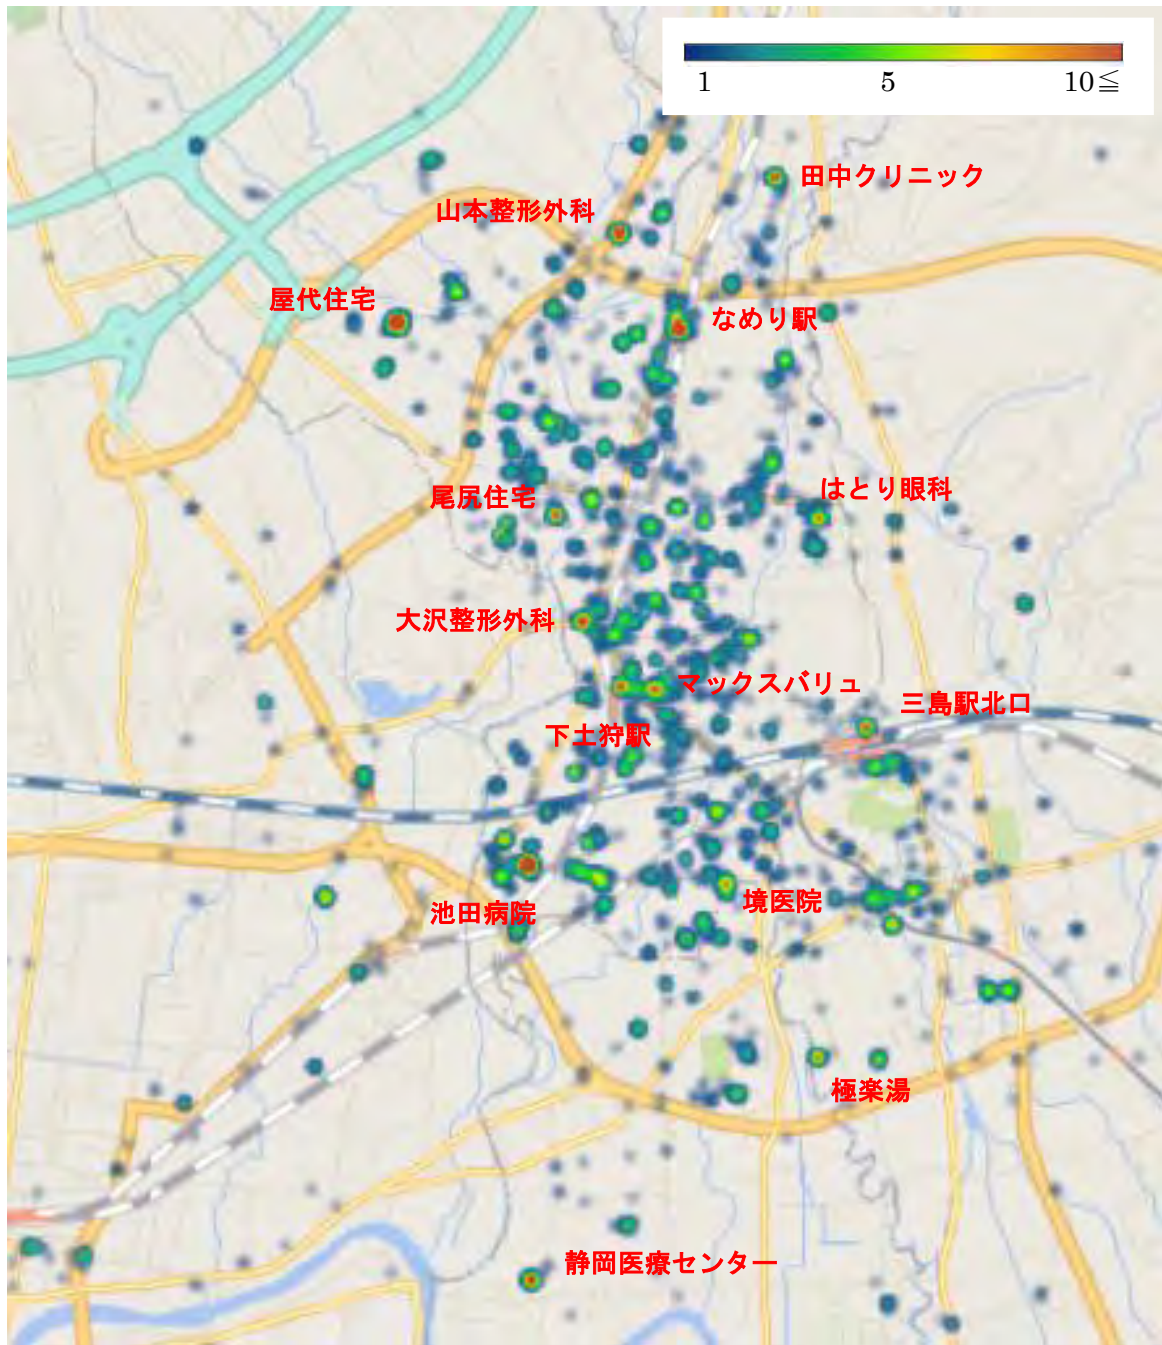 1 5 10≦
田中クリニック
山本整形外科
屋代住宅
なめり駅
はとり眼科
尾尻住宅
大沢整形外科
マックスバリュ
三島駅北口
下土狩駅
境医院
池田病院
極楽湯
静岡医療センター